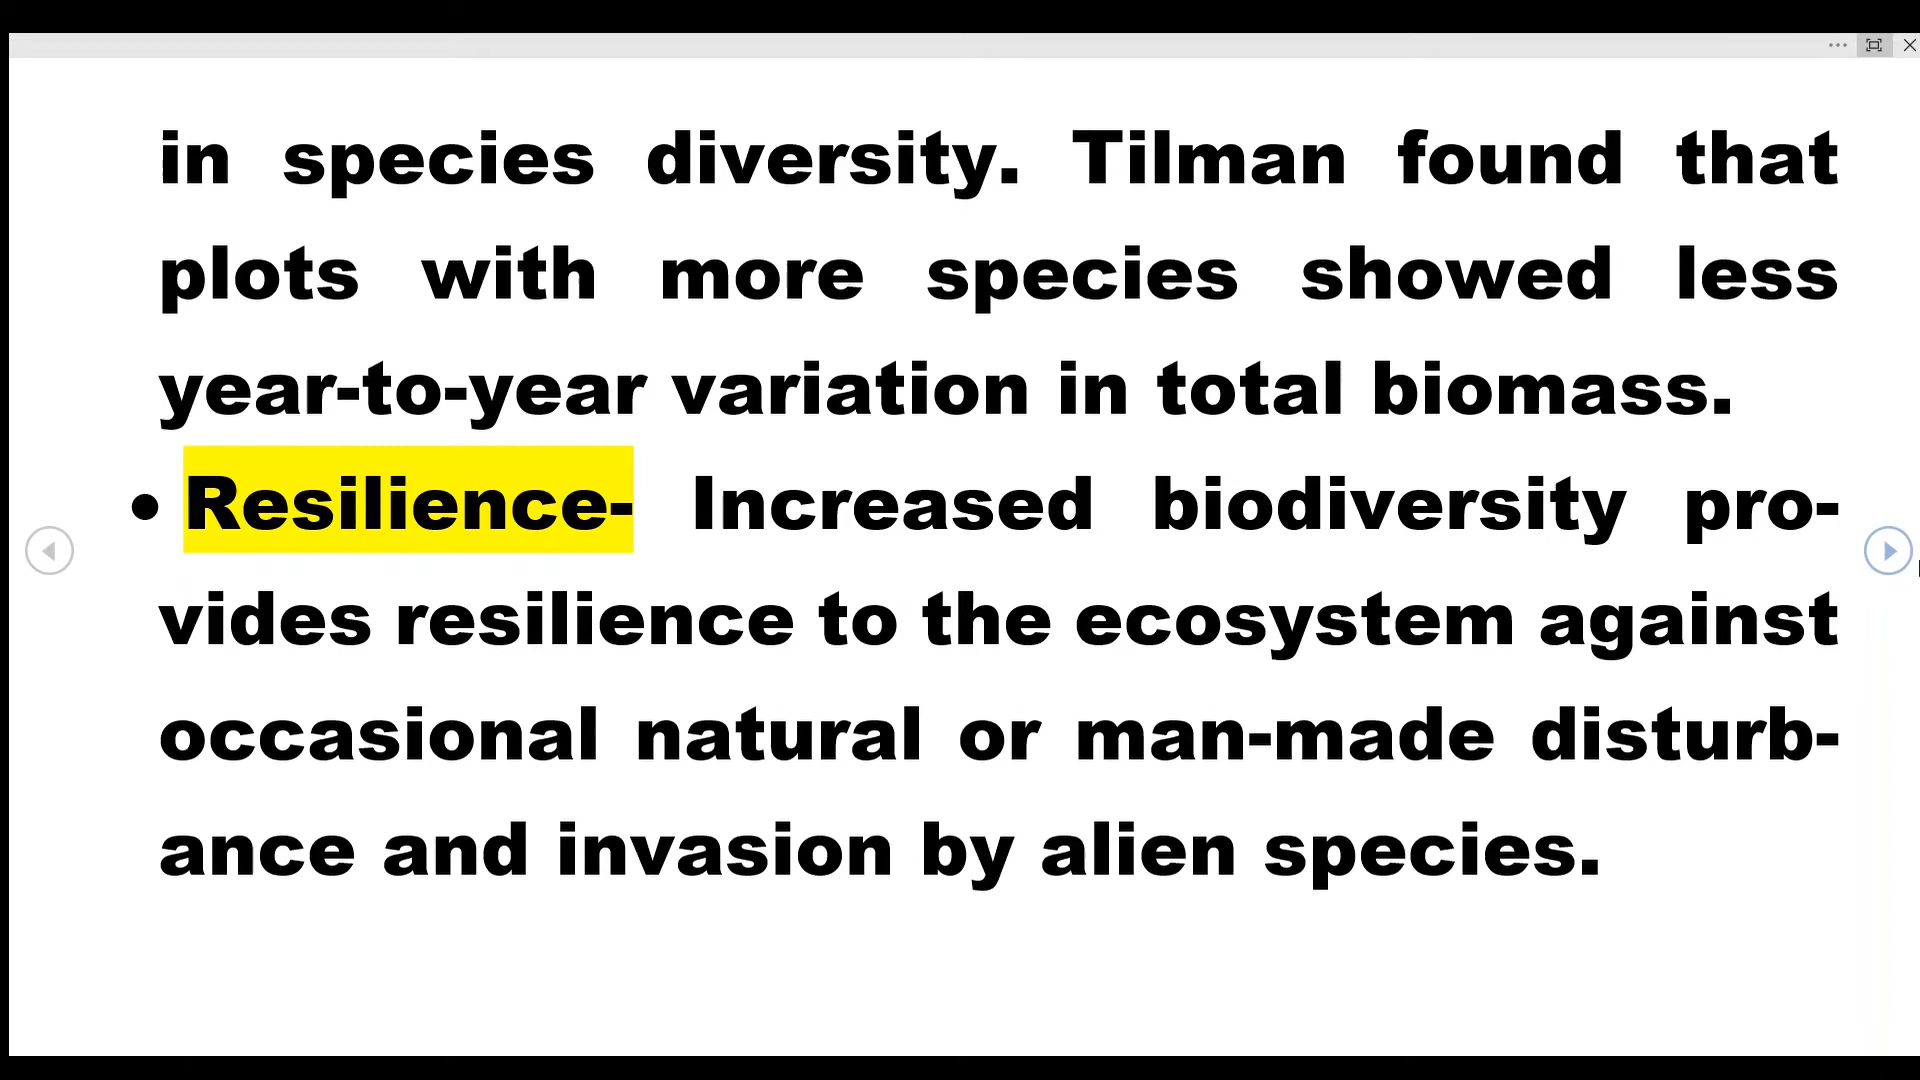 in species diversity. Tilman found that
plots with more species showed less
year-to-year variation in total biomass.
• Resilience- Increased biodiversity pro-
vides resilience to the ecosystem against
occasional natural or man-made disturb-
ance and invasion by alien species.